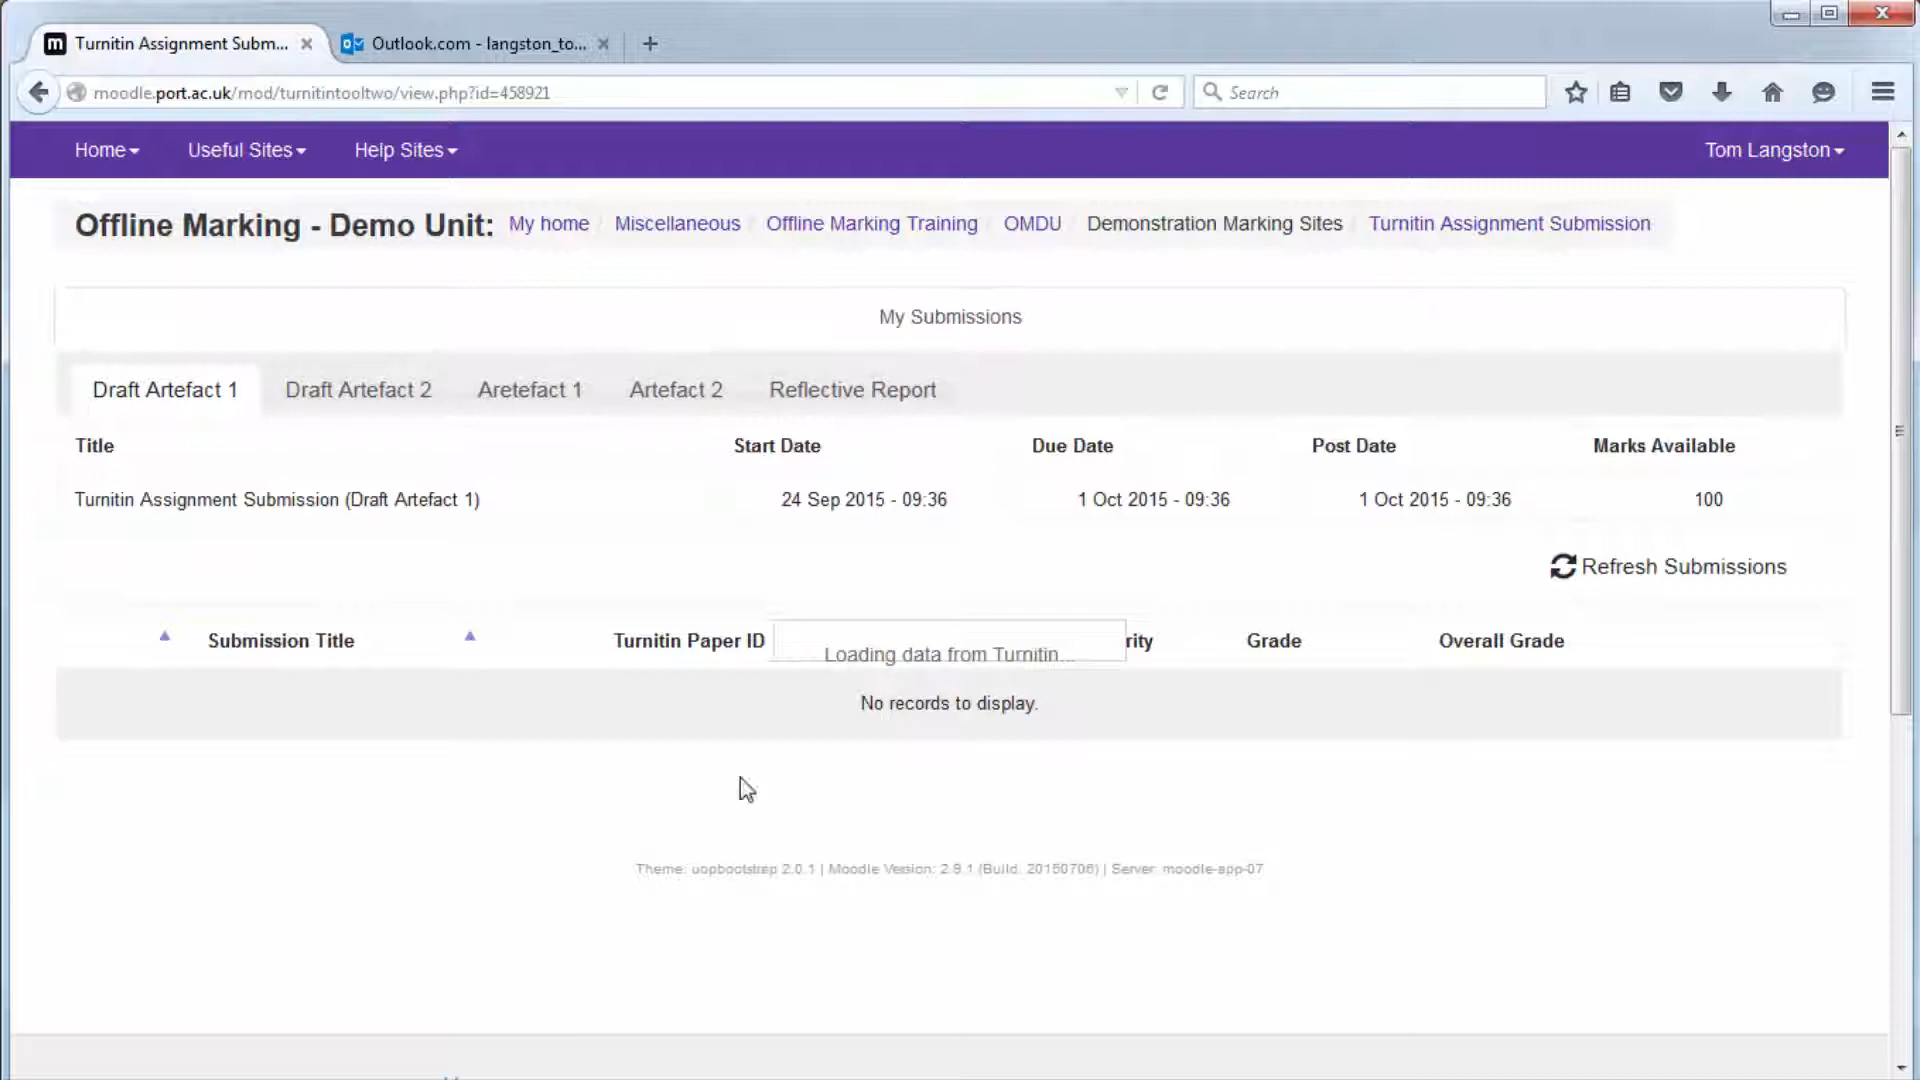 Turnitin Assignment Subm...
Outlook.com - langston_to...
moodle.port.ac.uk/mod/turnitintooltwo/view.php?id=458921
Search
Home
Useful Sites
Help Sites
Tom Langston
Offline Marking - Demo Unit: My home / Miscellaneous / Offline Marking Training / OMDU / Demonstration Marking Sites / Turnitin Assignment Submission
My Submissions
Draft Artefact 1
Draft Artefact 2
Aretefact 1
Artefact 2
Reflective Report
Title Start Date Due Date Post Date Marks Available
Turnitin Assignment Submission (Draft Artefact 1) 24 Sep 2015 - 09:36 1 Oct 2015 - 09:36 1 Oct 2015 - 09:36 100
Refresh Submissions
Submission Title Turnitin Paper ID rity Grade Overall Grade
Loading data from Turnitin...
No records to display.
Theme: uopbootstrap 2.0.1 | Moodle Version: 2.9.1 (Build: 20150706) | Server: moodle-app-07